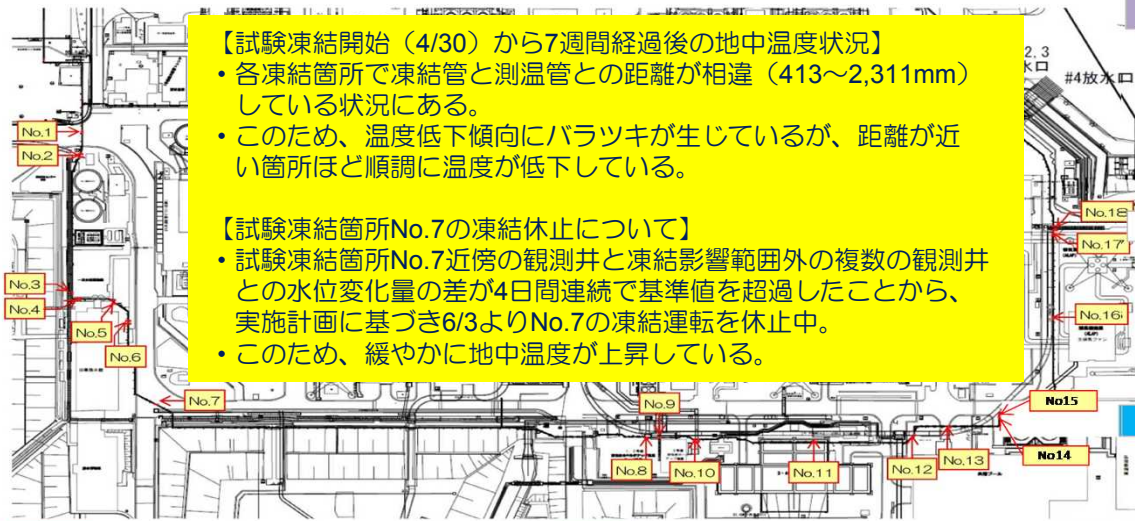 【試験凍結開始（4/30）から7週間経過後の地中温度状況】
• 各凍結箇所で凍結管と測温管との距離が相違（413～2,311mm）
している状況にある。
• このため、温度低下傾向にバラツキが生じているが、距離が近
い箇所ほど順調に温度が低下している。
【試験凍結箇所No.7の凍結休止について】
• 試験凍結箇所No.7近傍の観測井と凍結影響範囲外の複数の観測井
との水位変化量の差が4日間連続で基準値を超過したことから、
実施計画に基づき6/3よりNo.7の凍結運転を休止中。
• このため、緩やかに地中温度が上昇している。
2.3
水口
#4放水口
No.1
No.2
No.3
No.4
No.5
No.6
No.7
No.8
No.9
No.10
No.11
No.12
No.13
No14
No15
No.16
No.17
No.18